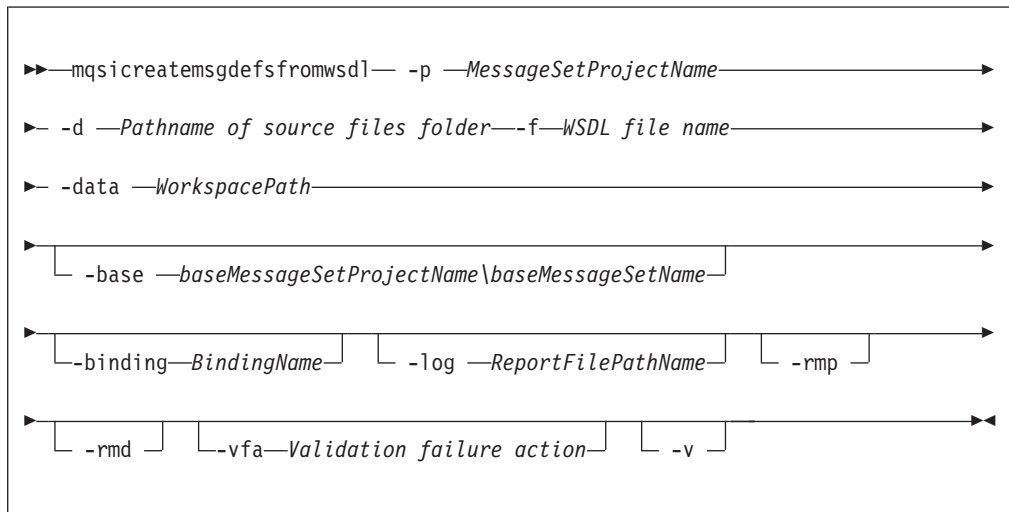 mqsicreatemsgdefsfromwsdl -p MessageSetProjectName
-d Pathname of source files folder -f WSDL file name
-data WorkspacePath
-base baseMessageSetProjectName\baseMessageSetName
-binding BindingName -log ReportFilePathName -rmp
-rmd -vfa Validation failure action -v